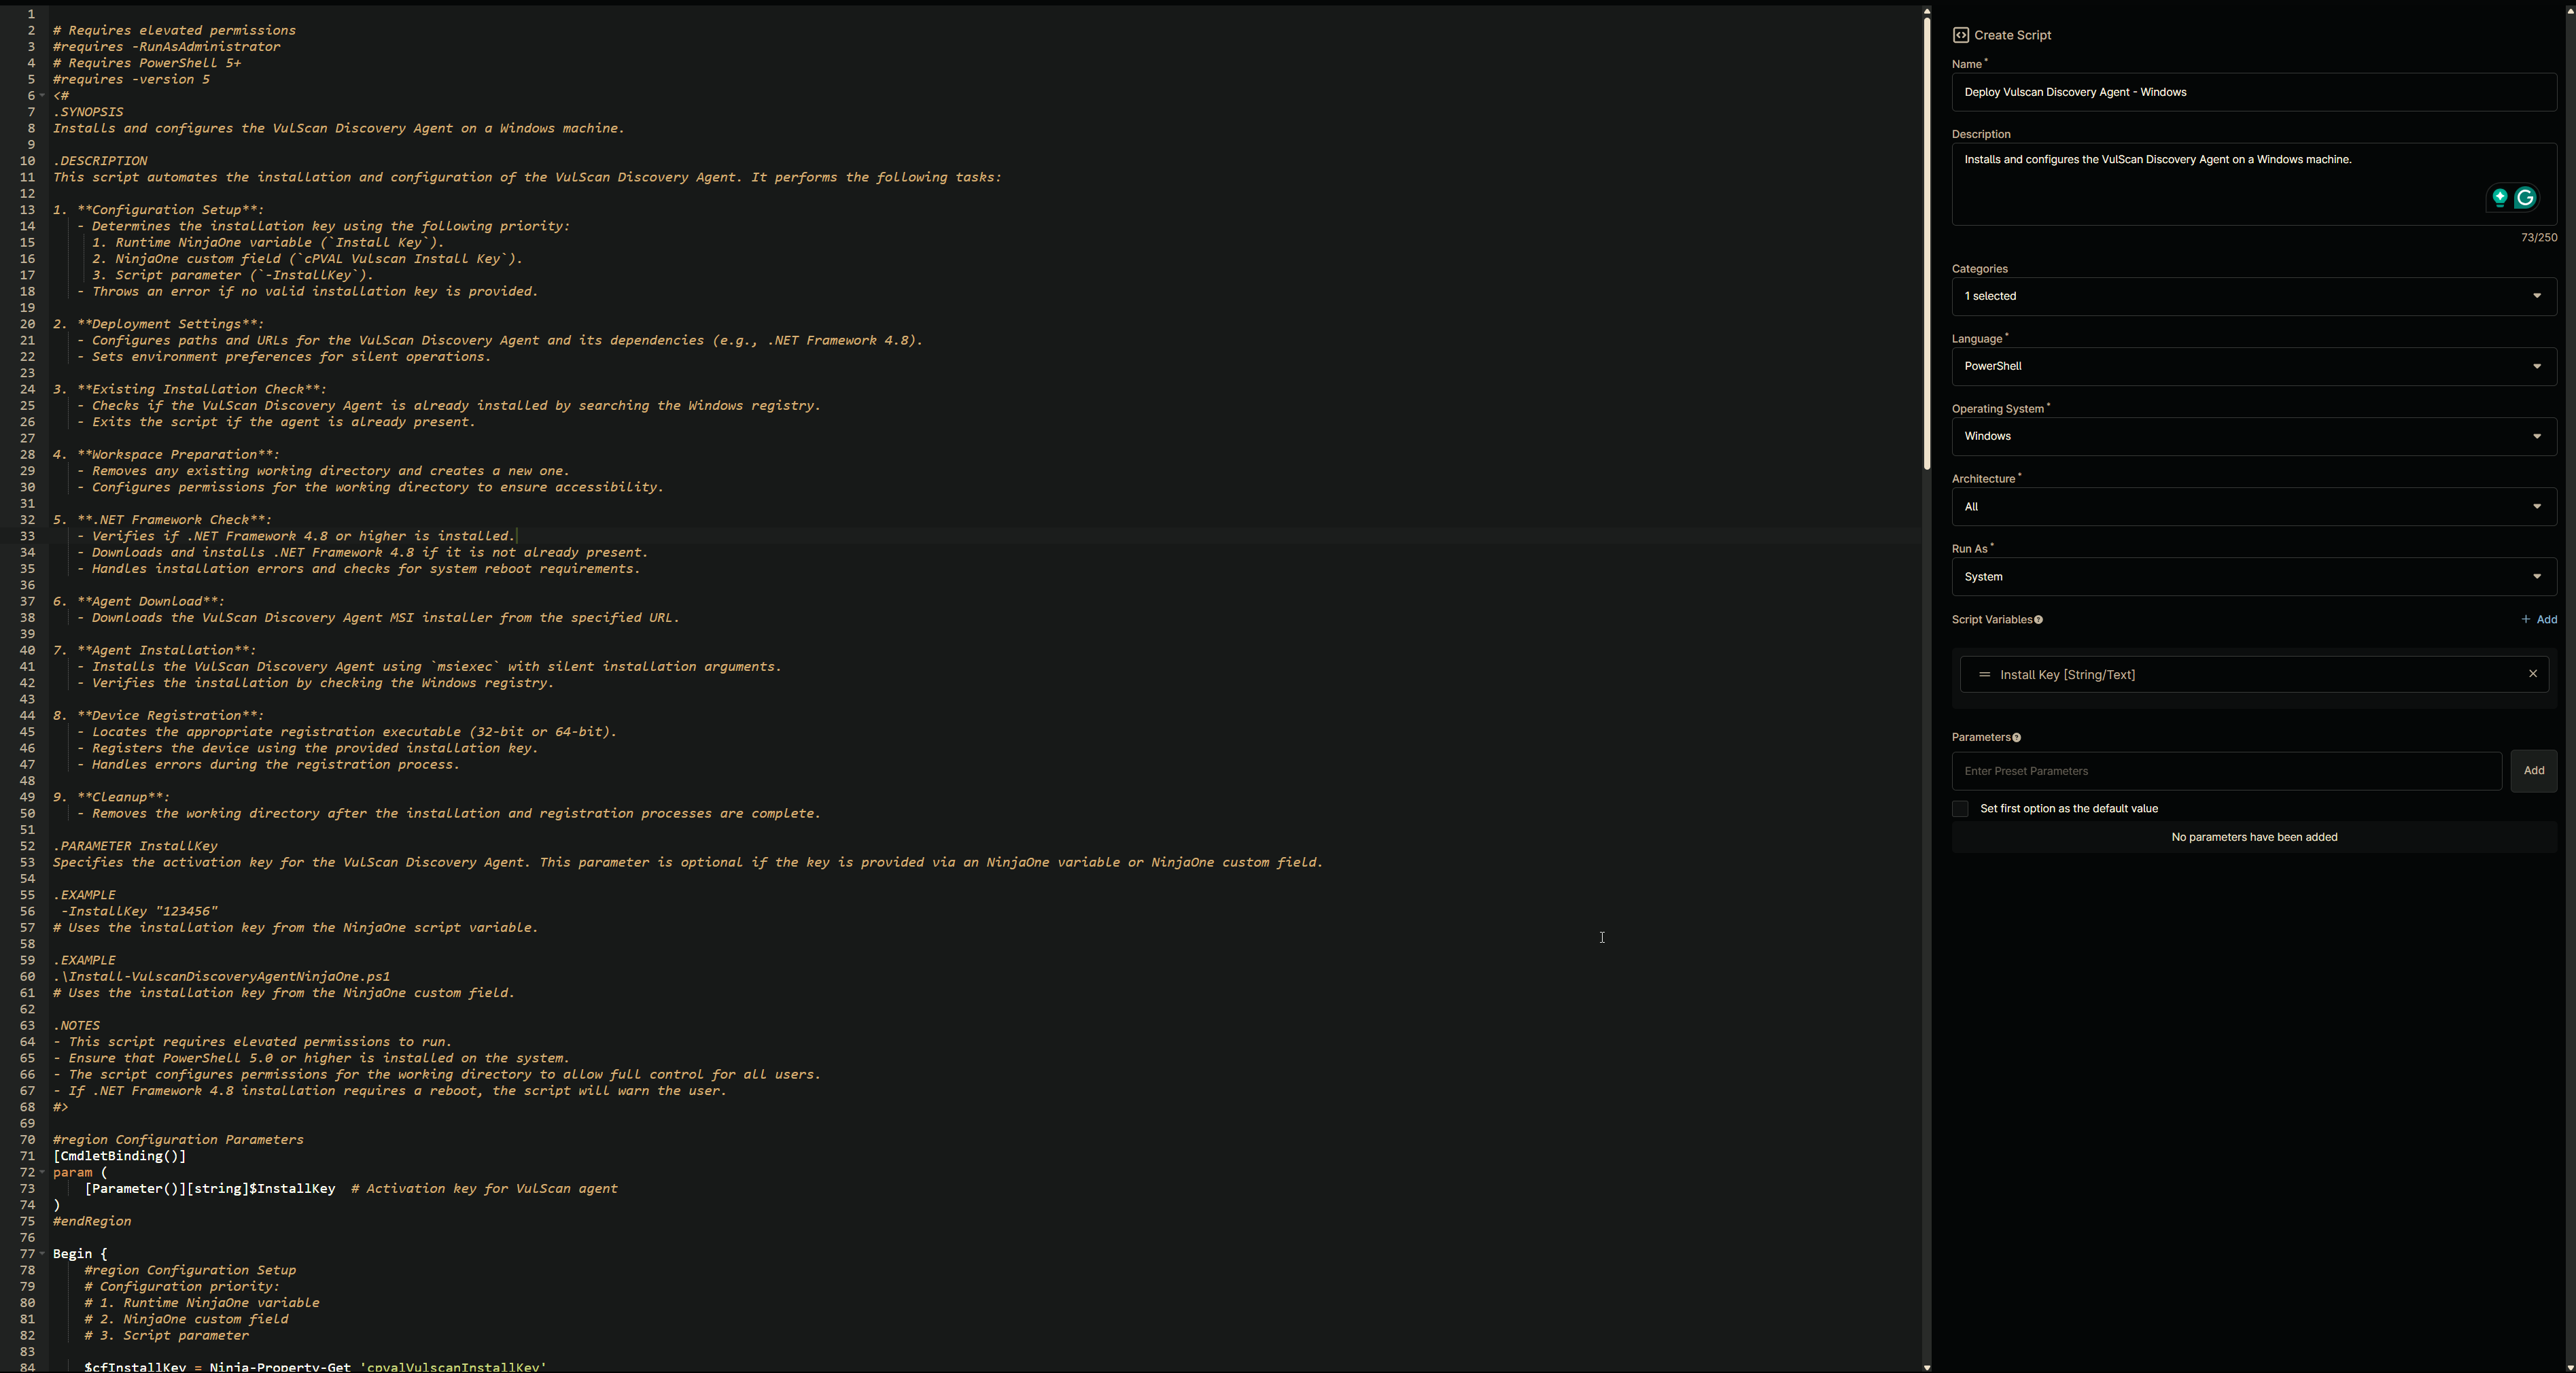 1
2 # Requires elevated permissions
3 #requires -RunAsAdministrator
4 # Requires PowerShell 5+
5 #requires -version 5
6 <#
7 .SYNOPSIS
8 Installs and configures the VulScan Discovery Agent on a Windows machine.
9
10 .DESCRIPTION
11 This script automates the installation and configuration of the VulScan Discovery Agent. It performs the following tasks:
12
13 1. **Configuration Setup**:
14 - Determines the installation key using the following priority:
15 1. Runtime NinjaOne variable (`Install Key`).
16 2. NinjaOne custom field (`cPVAL Vulscan Install Key`).
17 3. Script parameter (`-InstallKey`).
18 - Throws an error if no valid installation key is provided.
19
20 2. **Deployment Settings**:
21 - Configures paths and URLs for the VulScan Discovery Agent and its dependencies (e.g., .NET Framework 4.8).
22 - Sets environment preferences for silent operations.
23
24 3. **Existing Installation Check**:
25 - Checks if the VulScan Discovery Agent is already installed by searching the Windows registry.
26 - Exits the script if the agent is already present.
27
28 4. **Workspace Preparation**:
29 - Removes any existing working directory and creates a new one.
30 - Configures permissions for the working directory to ensure accessibility.
31
32 5. **.NET Framework Check**:
33 - Verifies if .NET Framework 4.8 or higher is installed.
34 - Downloads and installs .NET Framework 4.8 if it is not already present.
35 - Handles installation errors and checks for system reboot requirements.
36
37 6. **Agent Download**:
38 - Downloads the VulScan Discovery Agent MSI installer from the specified URL.
39
40 7. **Agent Installation**:
41 - Installs the VulScan Discovery Agent using `msiexec` with silent installation arguments.
42 - Verifies the installation by checking the Windows registry.
43
44 8. **Device Registration**:
45 - Locates the appropriate registration executable (32-bit or 64-bit).
46 - Registers the device using the provided installation key.
47 - Handles errors during the registration process.
48
49 9. **Cleanup**:
50 - Removes the working directory after the installation and registration processes are complete.
51
52 .PARAMETER InstallKey
53 Specifies the activation key for the VulScan Discovery Agent. This parameter is optional if the key is provided via an NinjaOne variable or NinjaOne custom field.
54
55 .EXAMPLE
56 -InstallKey "123456"
57 # Uses the installation key from the NinjaOne script variable.
58
59 .EXAMPLE
60 .\Install-VulscanDiscoveryAgentNinjaOne.ps1
61 # Uses the installation key from the NinjaOne custom field.
62
63 .NOTES
64 - This script requires elevated permissions to run.
65 - Ensure that PowerShell 5.0 or higher is installed on the system.
66 - The script configures permissions for the working directory to allow full control for all users.
67 - If .NET Framework 4.8 installation requires a reboot, the script will warn the user.
68 #>
69
70 #region Configuration Parameters
71 [CmdletBinding()]
72 param (
73 [Parameter()][string]$InstallKey # Activation key for VulScan agent
74 )
75 #endRegion
76
77 Begin {
78 #region Configuration Setup
79 # Configuration priority:
80 # 1. Runtime NinjaOne variable
81 # 2. NinjaOne custom field
82 # 3. Script parameter
83
84 $cfInstallKey = Ninja-Property-Get 'cpvalVulscanInstallKey'
Create Script
Name *
Deploy Vulscan Discovery Agent - Windows
Description
Installs and configures the VulScan Discovery Agent on a Windows machine.
73/250
Categories
1 selected
Language *
PowerShell
Operating System *
Windows
Architecture *
All
Run As *
System
Script Variables
+ Add
Install Key [String/Text]
Parameters
Enter Preset Parameters
Add
Set first option as the default value
No parameters have been added